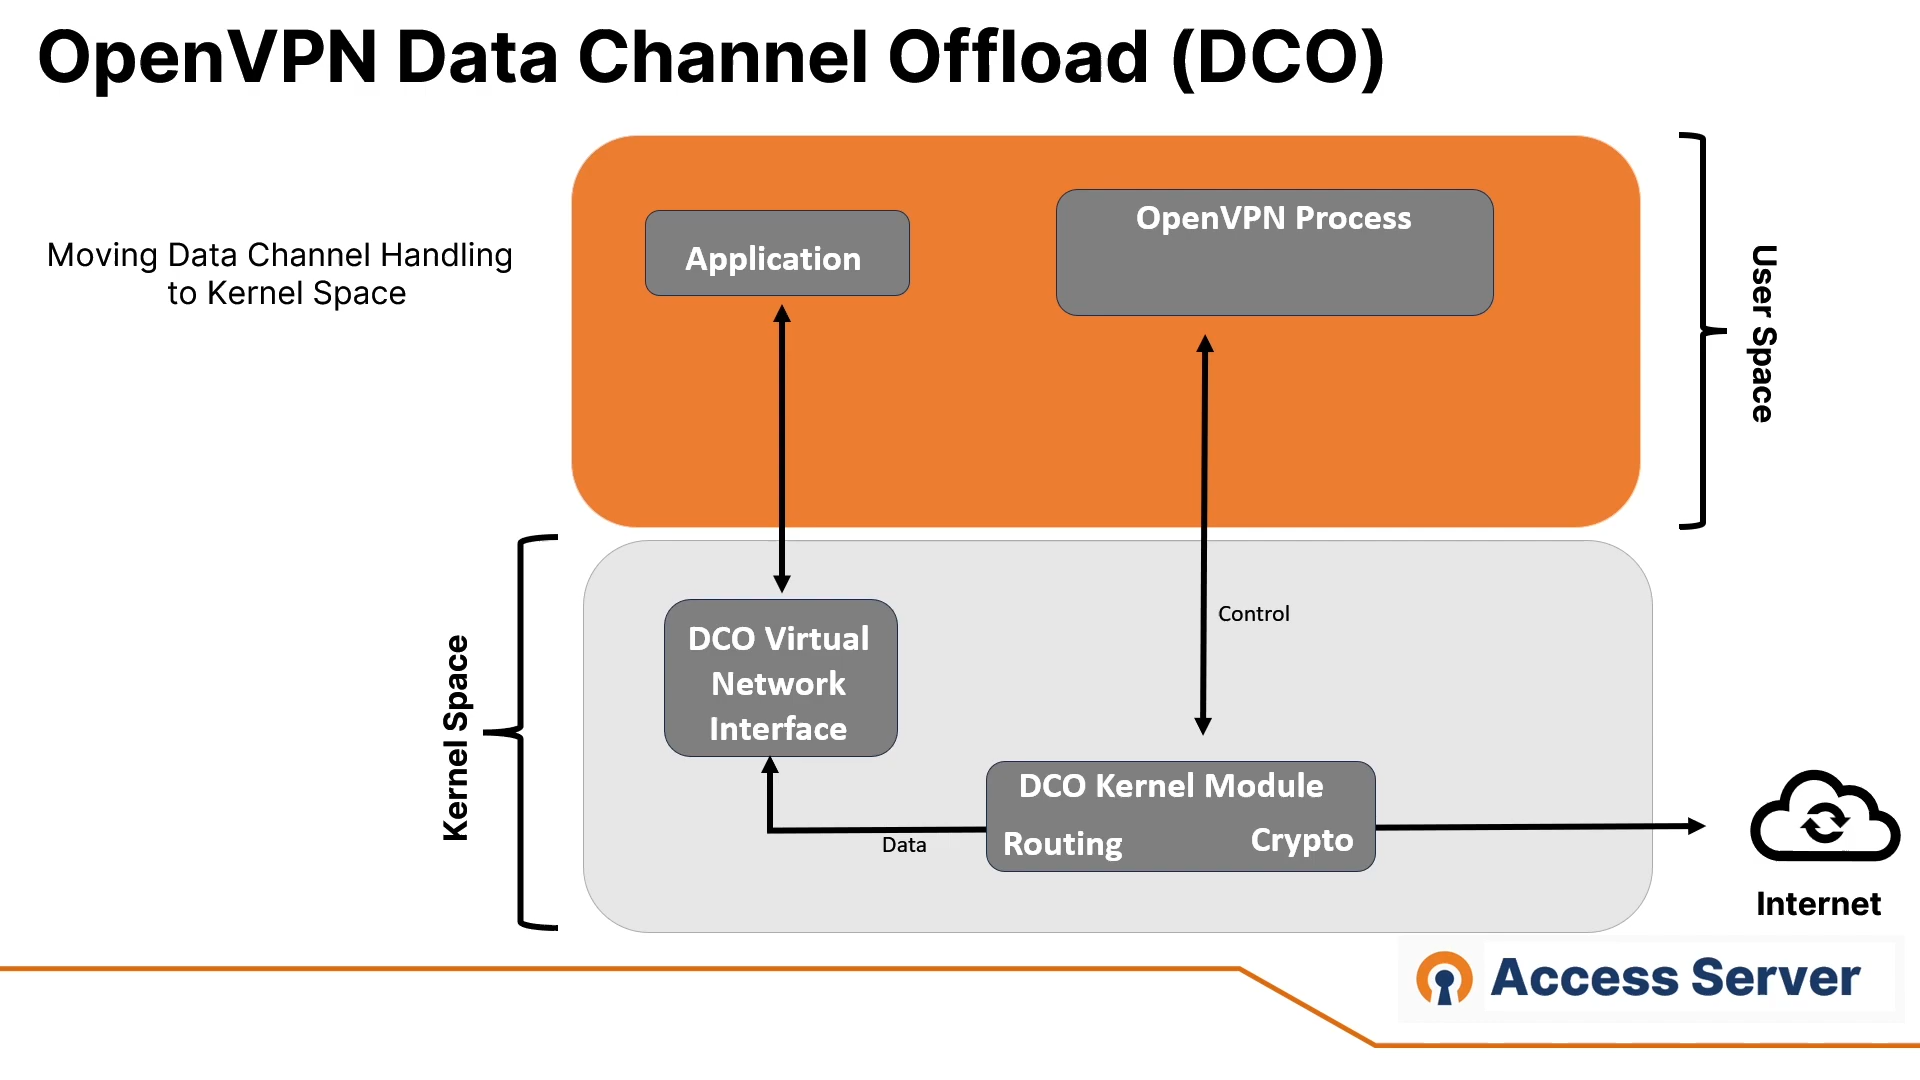 OpenVPN Data Channel Offload (DCO)
Moving Data Channel Handling
to Kernel Space
Application
OpenVPN Process
User Space
Kernel Space
DCO Virtual
Network
Interface
Control
Data
DCO Kernel Module
Routing
Crypto
Internet
Access Server